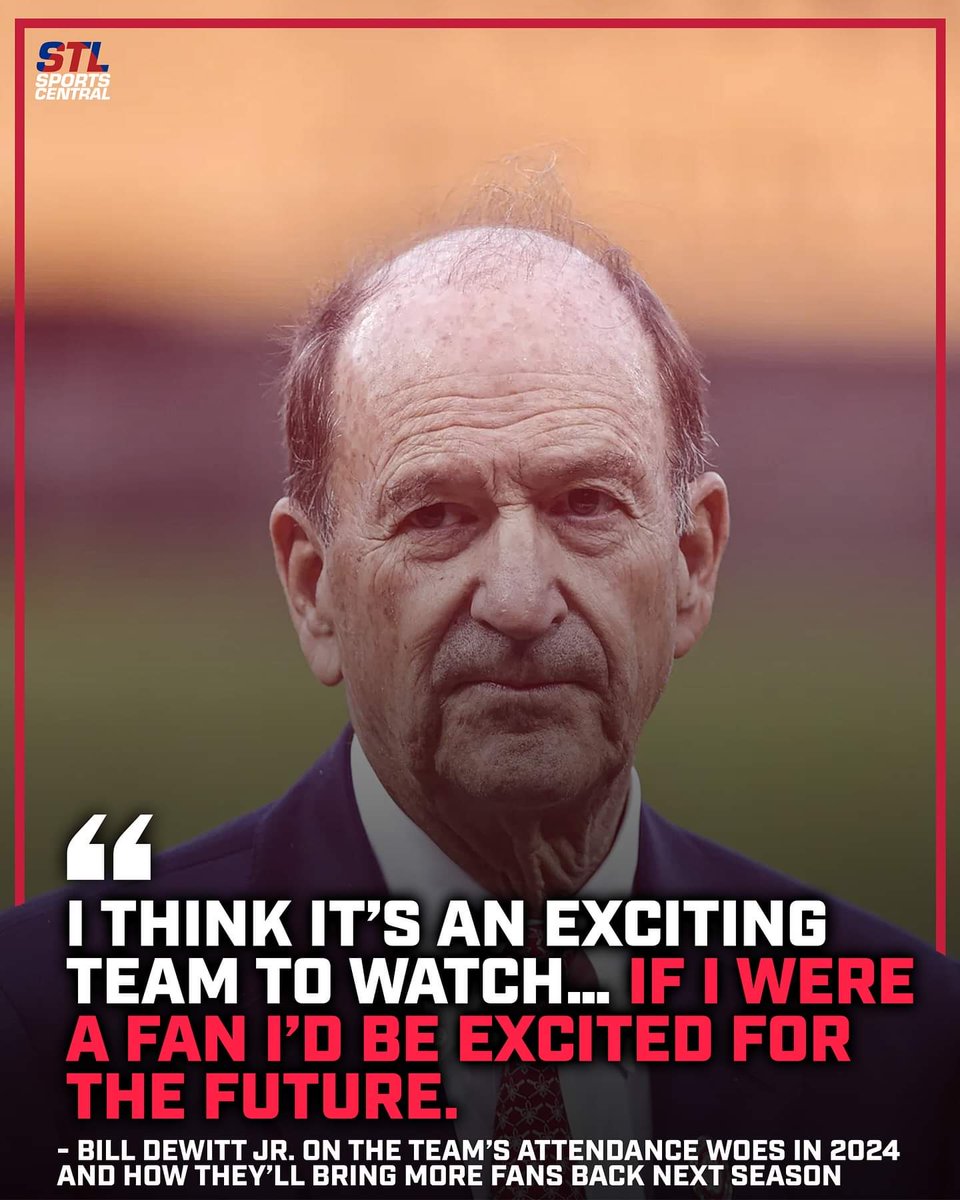 STL
SPORTS
CENTRAL
“
I THINK IT’S AN EXCITING
TEAM TO WATCH... IF I WERE
A FAN I’D BE EXCITED FOR
THE FUTURE.
- BILL DEWITT JR. ON THE TEAM’S ATTENDANCE WOES IN 2024
AND HOW THEY’LL BRING MORE FANS BACK NEXT SEASON